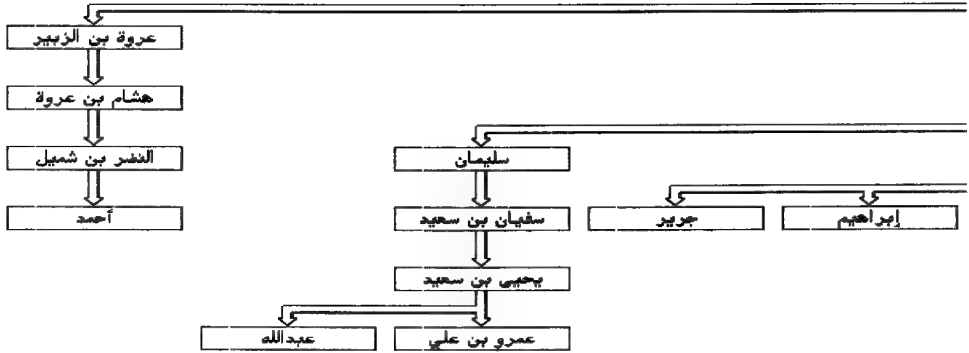 عروة بن الزبير
هشام بن عروة
النضر بن شميل
سليمان
أحمد
سفيان بن سعيد
جرير
إبراهيم
يحيى بن سعيد
عبدالله
عمرو بن علي